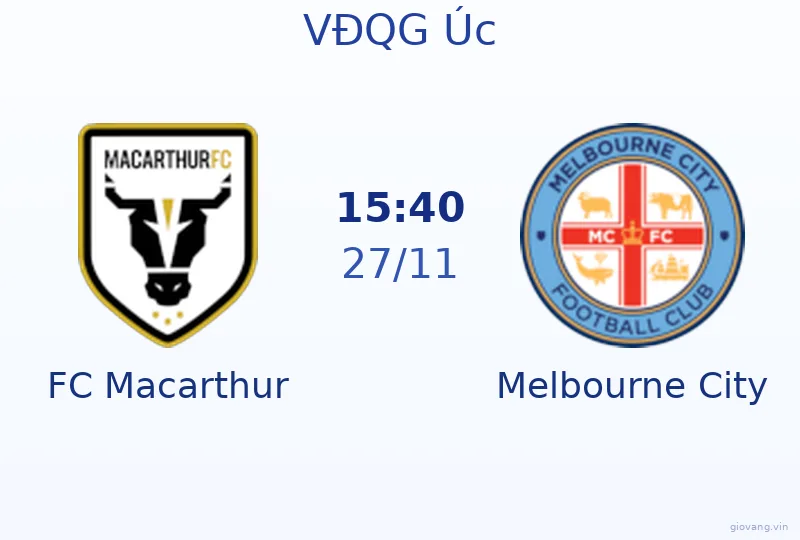 VĐQG Úc
MACARTHURFC
MELBOURNE CITY
MC FC
FOOTBALL CLUB
15:40
27/11
FC Macarthur
Melbourne City
giovang.vin